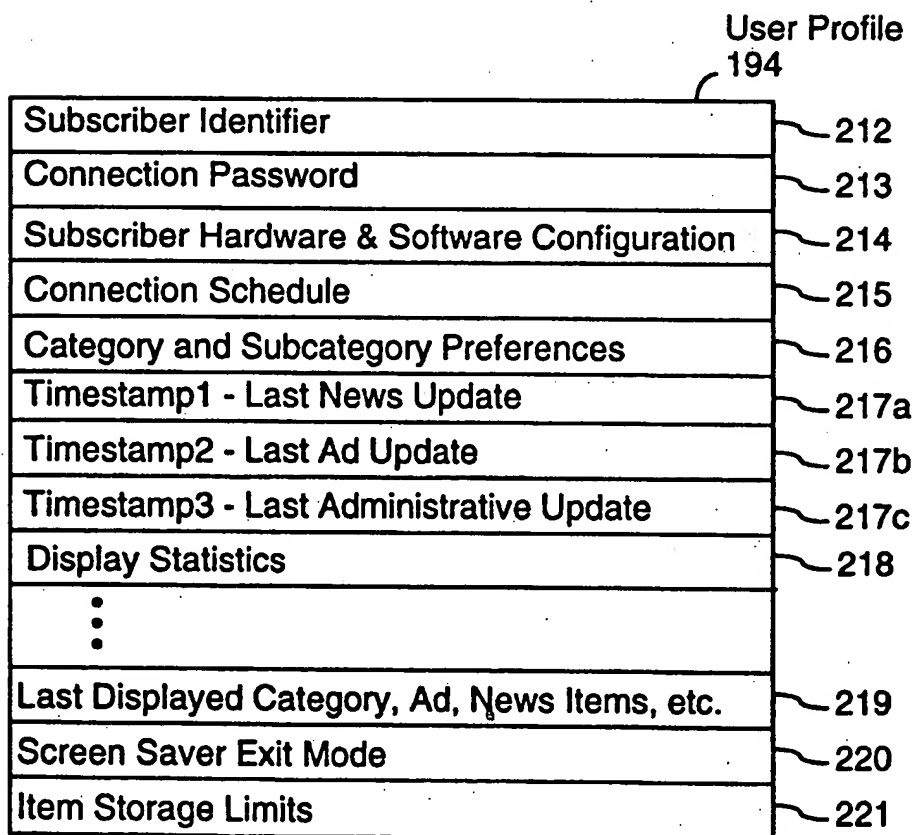 User Profile
194
Subscriber Identifier 212
Connection Password 213
Subscriber Hardware & Software Configuration 214
Connection Schedule 215
Category and Subcategory Preferences 216
Timestamp1 - Last News Update 217a
Timestamp2 - Last Ad Update 217b
Timestamp3 - Last Administrative Update 217c
Display Statistics 218
Last Displayed Category, Ad, News Items, etc. 219
Screen Saver Exit Mode 220
Item Storage Limits 221